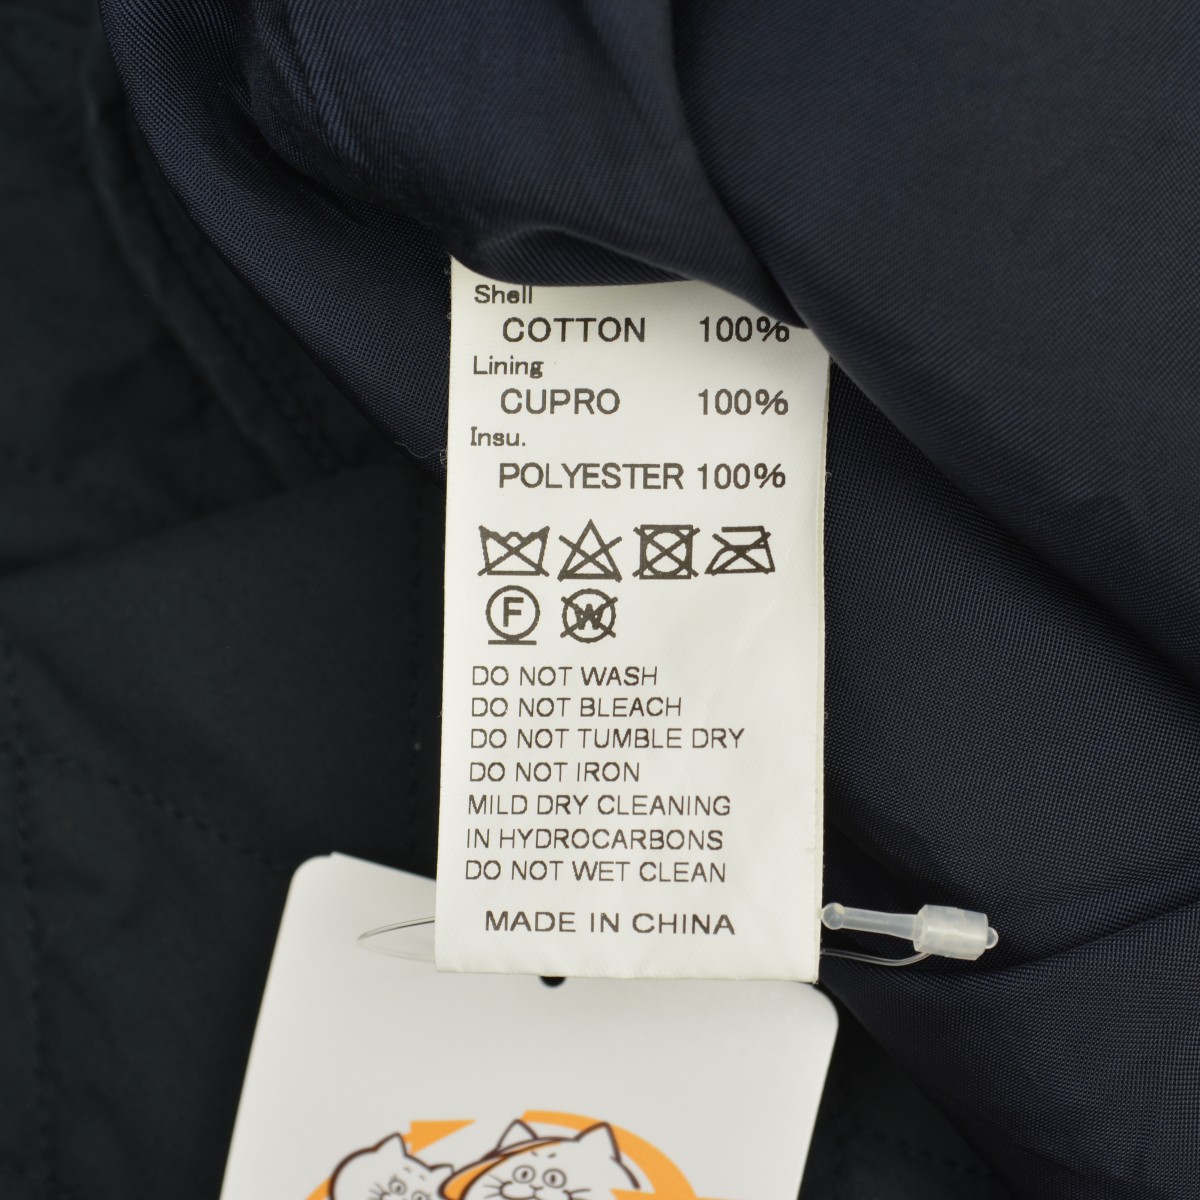 Shell
COTTON 100%
Lining
CUPRO 100%
Insu.
POLYESTER 100%
F W
DO NOT WASH
DO NOT BLEACH
DO NOT TUMBLE DRY
DO NOT IRON
MILD DRY CLEANING
IN HYDROCARBONS
DO NOT WET CLEAN
MADE IN CHINA